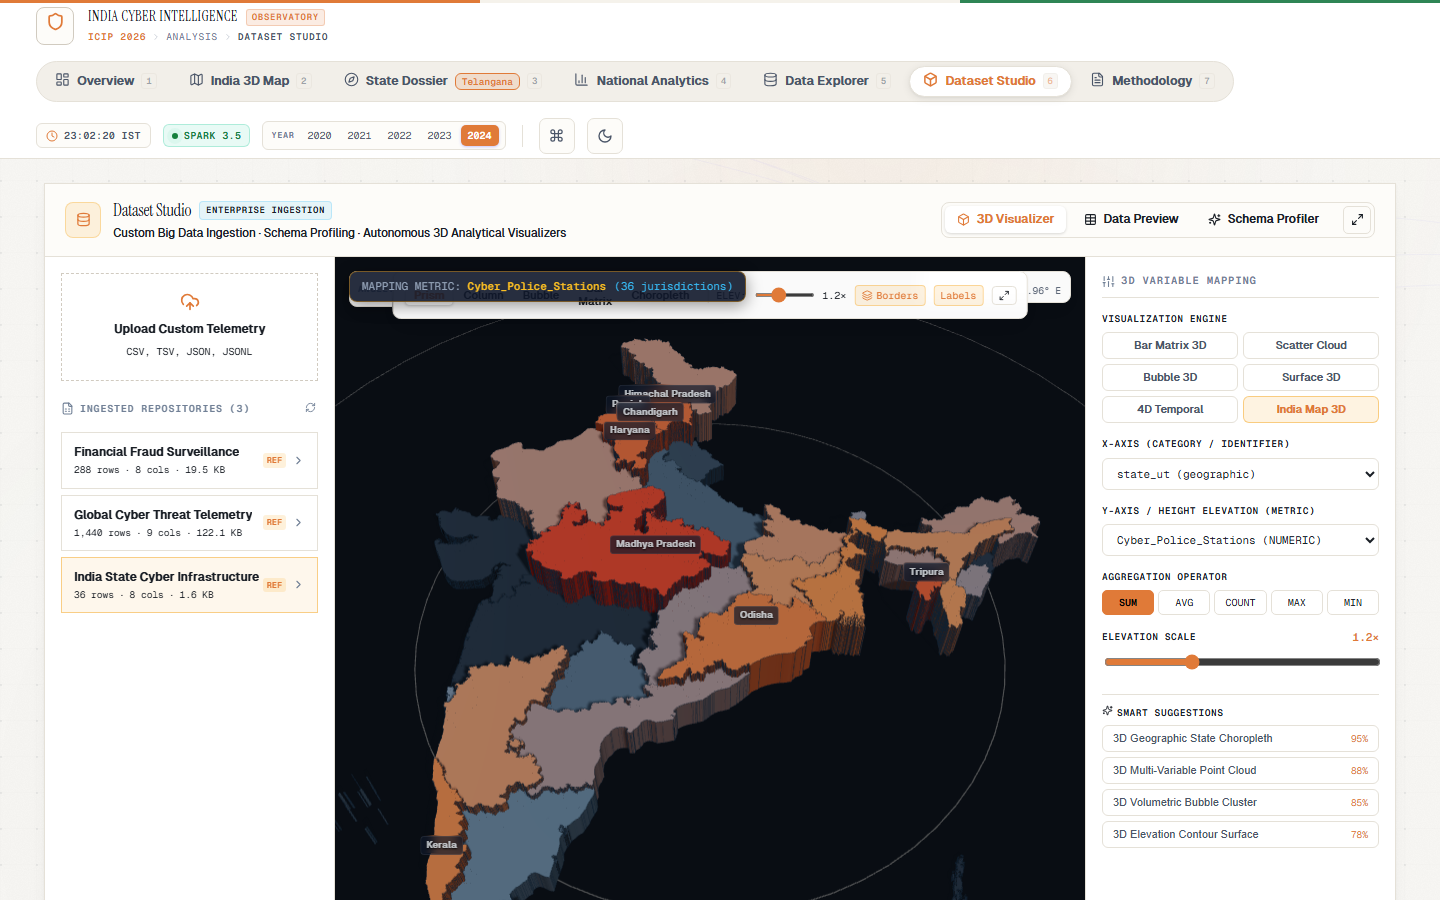 INDIA CYBER INTELLIGENCE OBSERVATORY
ICIP 2026 › ANALYSIS › DATASET STUDIO
Overview 1 India 3D Map 2 State Dossier Telangana 3 National Analytics 4 Data Explorer 5 Dataset Studio 6 Methodology 7
23:02:20 IST SPARK 3.5 YEAR 2020 2021 2022 2023 2024
Dataset Studio ENTERPRISE INGESTION
Custom Big Data Ingestion · Schema Profiling · Autonomous 3D Analytical Visualizers
3D Visualizer Data Preview Schema Profiler
Upload Custom Telemetry
CSV, TSV, JSON, JSONL
INGESTED REPOSITORIES (3)
Financial Fraud Surveillance
288 rows · 8 cols · 19.5 KB
REF
Global Cyber Threat Telemetry
1,440 rows · 9 cols · 122.1 KB
REF
India State Cyber Infrastructure
36 rows · 8 cols · 1.6 KB
REF
MAPPING METRIC: Cyber_Police_Stations (36 jurisdictions)
Prism Column Bubble Matrix Choropleth ELEV 1.2× Borders Labels .96° E
Himachal Pradesh
Chandigarh
Haryana
Madhya Pradesh
Tripura
Odisha
Kerala
3D VARIABLE MAPPING
VISUALIZATION ENGINE
Bar Matrix 3D Scatter Cloud
Bubble 3D Surface 3D
4D Temporal India Map 3D
X-AXIS (CATEGORY / IDENTIFIER)
state_ut (geographic)
Y-AXIS / HEIGHT ELEVATION (METRIC)
Cyber_Police_Stations (NUMERIC)
AGGREGATION OPERATOR
SUM AVG COUNT MAX MIN
ELEVATION SCALE 1.2×
SMART SUGGESTIONS
3D Geographic State Choropleth 95%
3D Multi-Variable Point Cloud 88%
3D Volumetric Bubble Cluster 85%
3D Elevation Contour Surface 78%